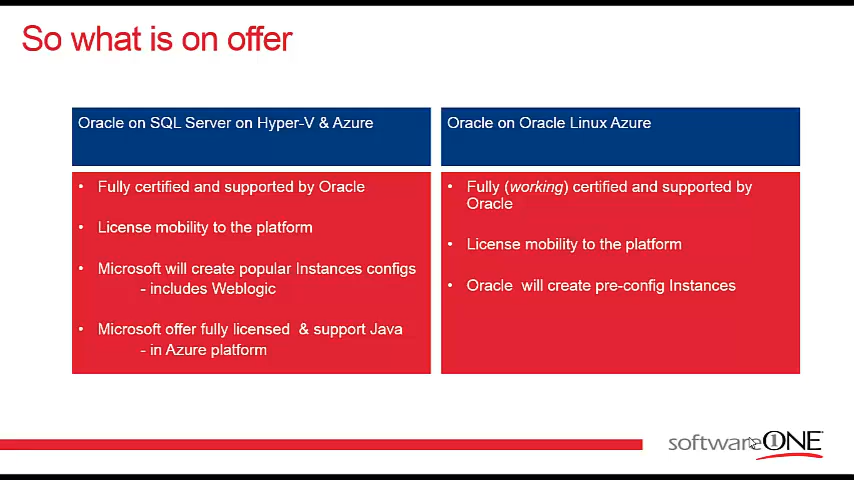 So what is on offer
Oracle on SQL Server on Hyper-V & Azure
• Fully certified and supported by Oracle
• License mobility to the platform
• Microsoft will create popular Instances configs
- includes Weblogic
• Microsoft offer fully licensed & support Java
- in Azure platform
Oracle on Oracle Linux Azure
• Fully (working) certified and supported by
Oracle
• License mobility to the platform
• Oracle will create pre-config Instances
softwareONE